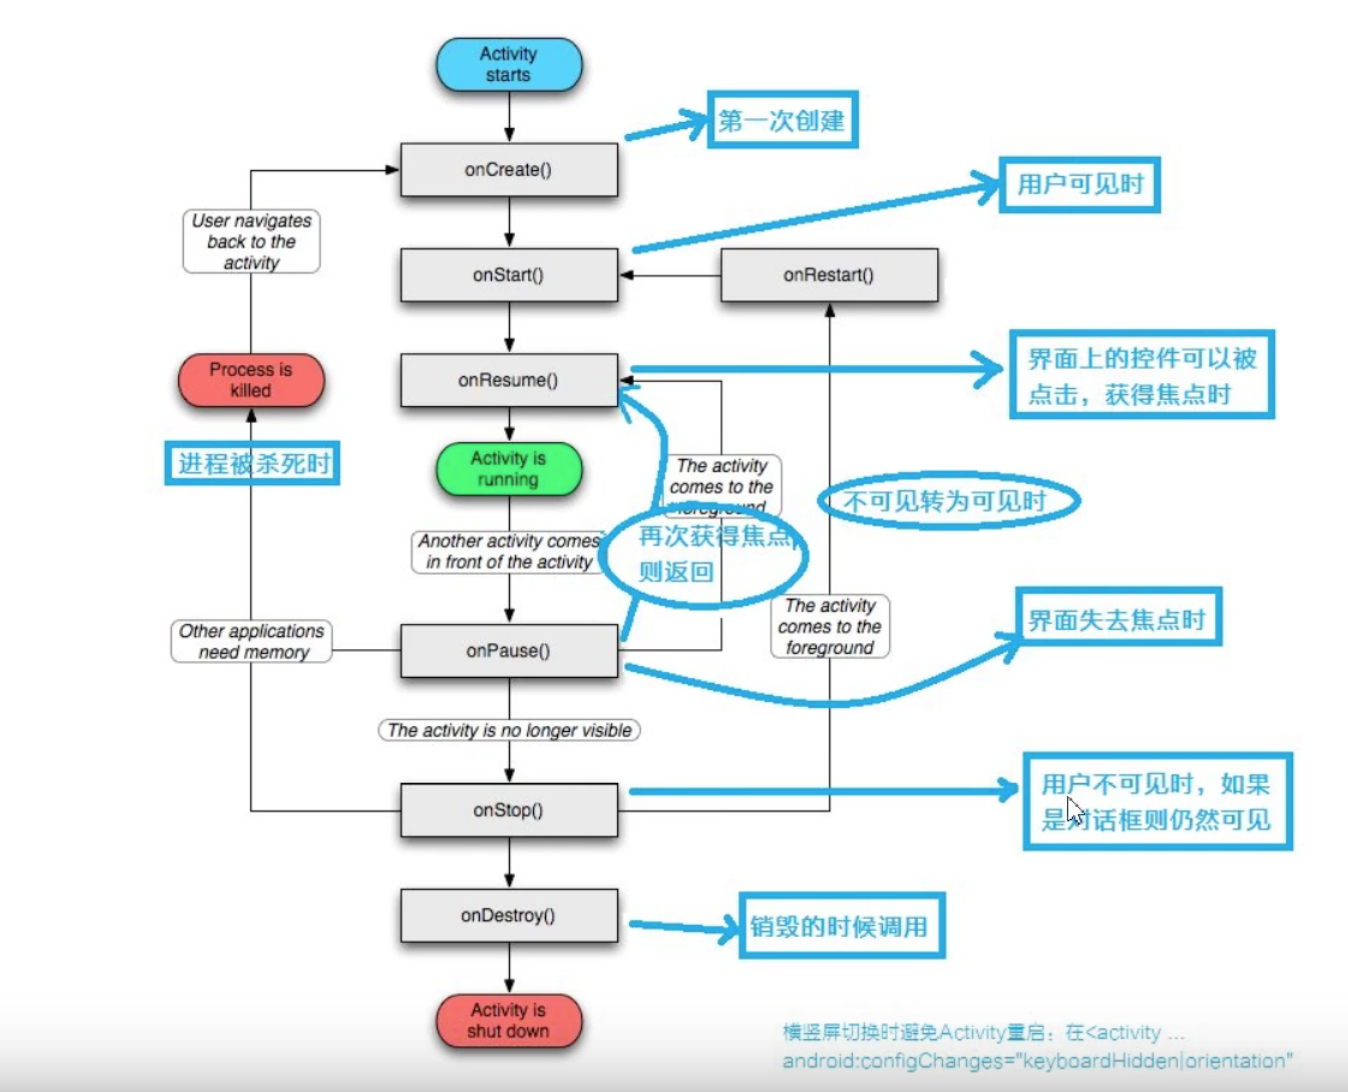 Activity
starts
第一次创建
onCreate()
用户可见时
User navigates
back to the
activity
onStart()
onRestart()
Process is
killed
onResume()
界面上的控件可以被
点击，获得焦点时
进程被杀死时
Activity is
running
The activity
comes to the
foreground
不可见转为可见时
Another activity comes
in front of the activity
再次获得焦点，
则返回
The activity
comes to the
foreground
界面失去焦点时
Other applications
need memory
onPause()
The activity is no longer visible
用户不可见时，如果
是对话框则仍然可见
onStop()
onDestroy()
销毁的时候调用
Activity is
shut down
横竖屏切换时避免Activity重启：在<activity ...
android:configChanges="keyboardHidden|orientation"